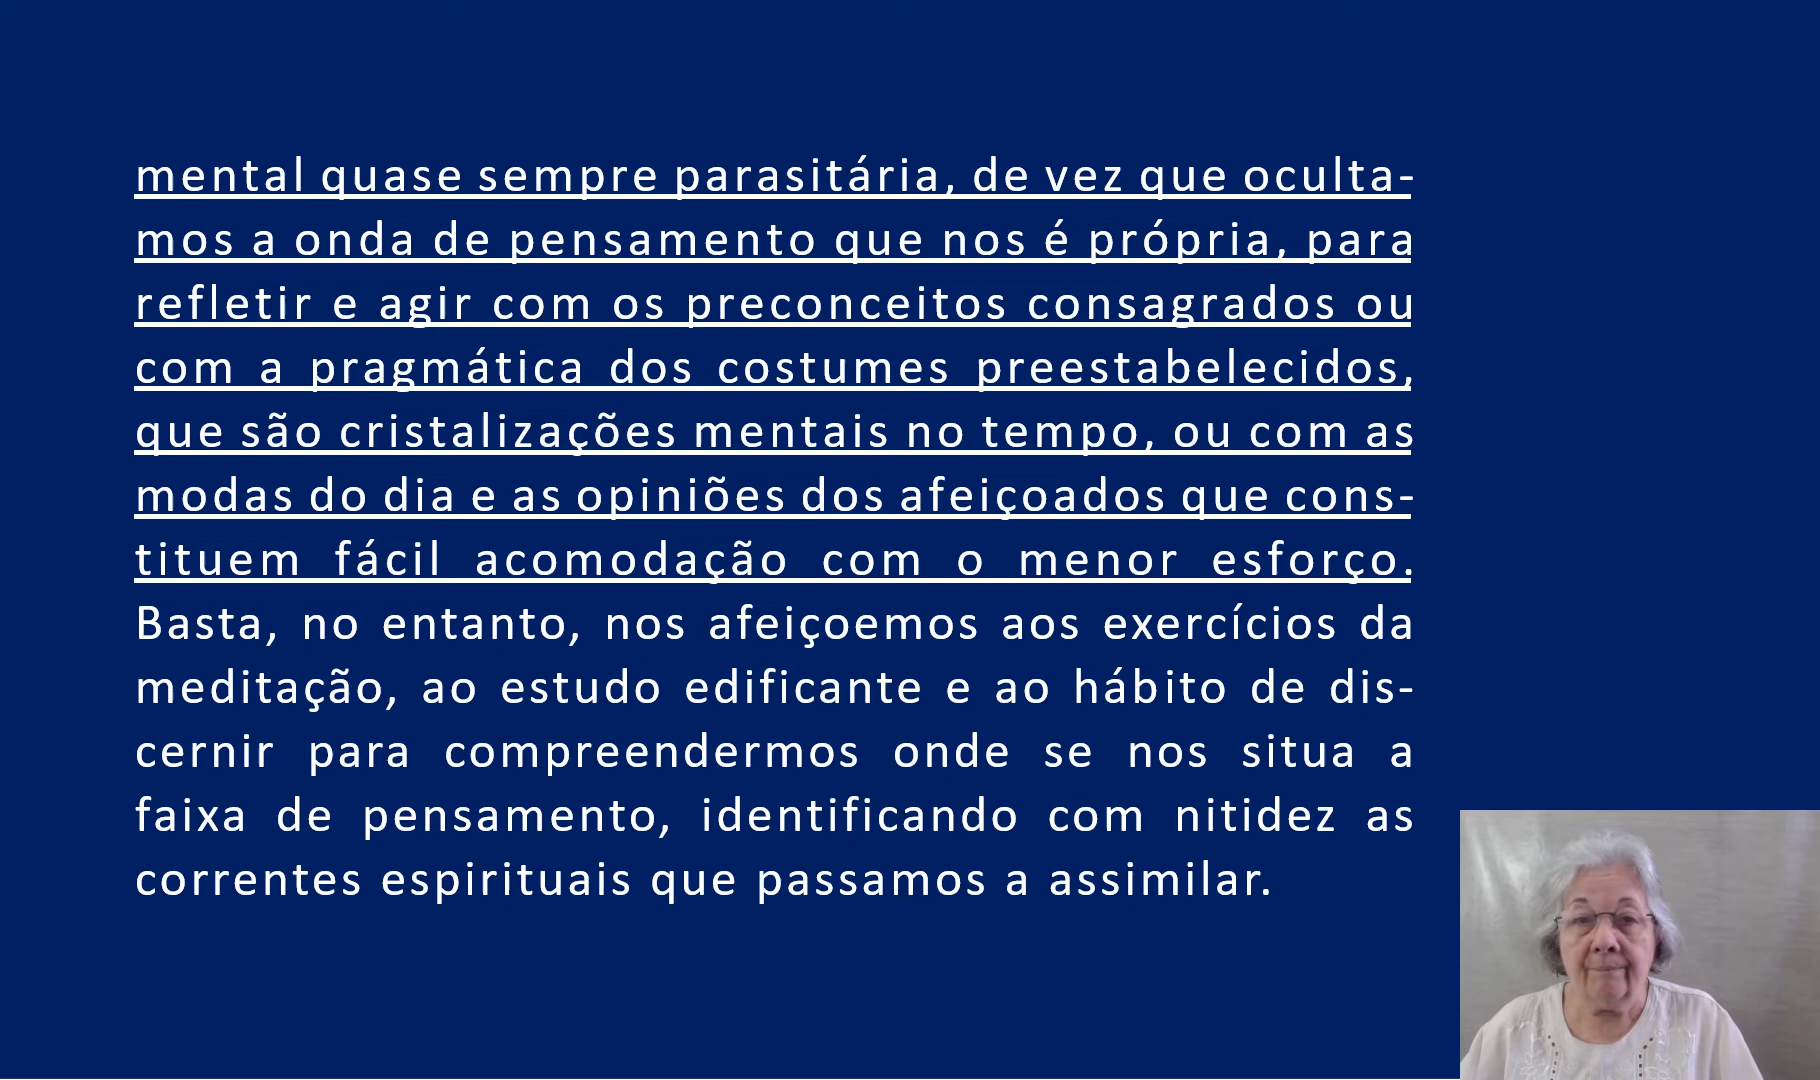 mental quase sempre parasitária, de vez que oculta-
mos a onda de pensamento que nos é própria, para
refletir e agir com os preconceitos consagrados ou
com a pragmática dos costumes preestabelecidos,
que são cristalizações mentais no tempo, ou com as
modas do dia e as opiniões dos afeiçoados que cons-
tituem fácil acomodação com o menor esforço.
Basta, no entanto, nos afeiçoemos aos exercícios da
meditação, ao estudo edificante e ao hábito de dis-
cernir para compreendermos onde se nos situa a
faixa de pensamento, identificando com nitidez as
correntes espirituais que passamos a assimilar.